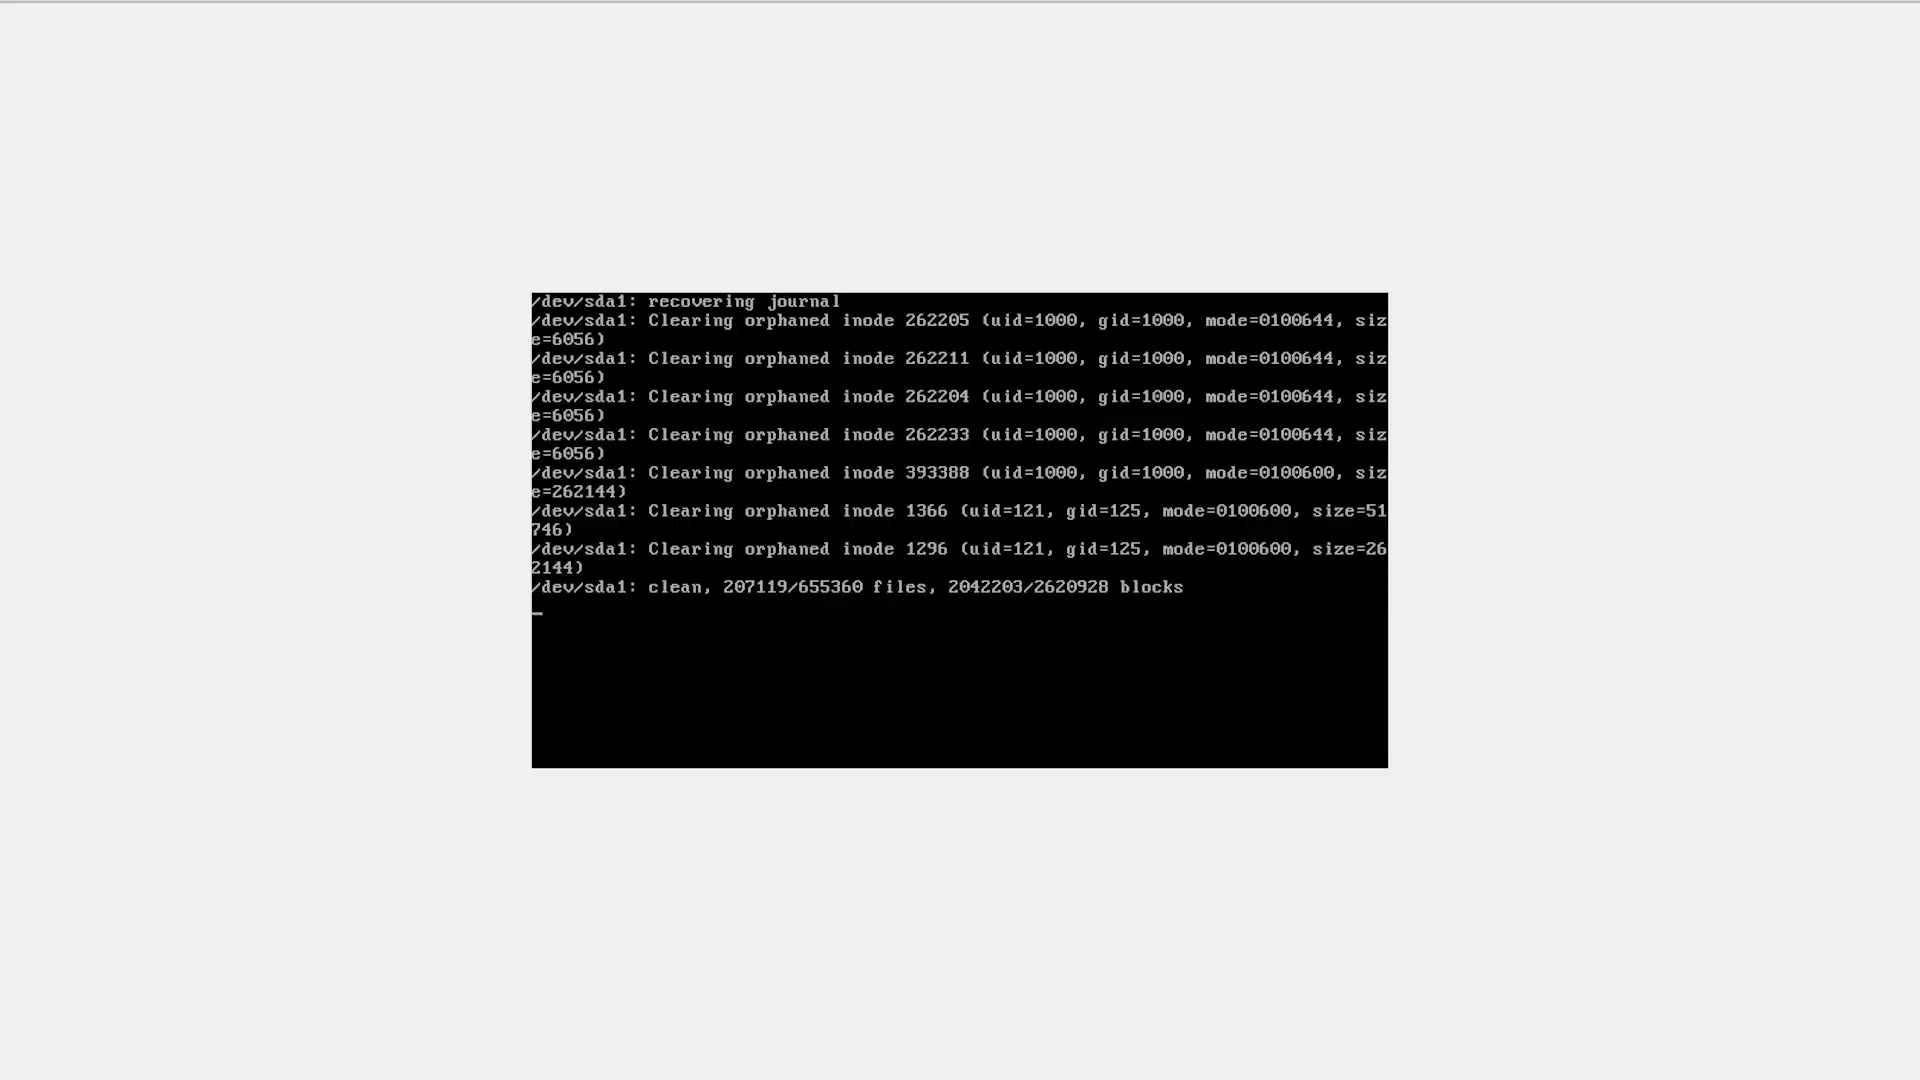 /dev/sda1: recovering journal
/dev/sda1: Clearing orphaned inode 262205 (uid=1000, gid=1000, mode=0100644, siz
e=6056)
/dev/sda1: Clearing orphaned inode 262211 (uid=1000, gid=1000, mode=0100644, siz
e=6056)
/dev/sda1: Clearing orphaned inode 262204 (uid=1000, gid=1000, mode=0100644, siz
e=6056)
/dev/sda1: Clearing orphaned inode 262233 (uid=1000, gid=1000, mode=0100644, siz
e=6056)
/dev/sda1: Clearing orphaned inode 393388 (uid=1000, gid=1000, mode=0100600, siz
e=262144)
/dev/sda1: Clearing orphaned inode 1366 (uid=121, gid=125, mode=0100600, size=51
746)
/dev/sda1: Clearing orphaned inode 1296 (uid=121, gid=125, mode=0100600, size=26
2144)
/dev/sda1: clean, 207119/655360 files, 2042203/2620928 blocks